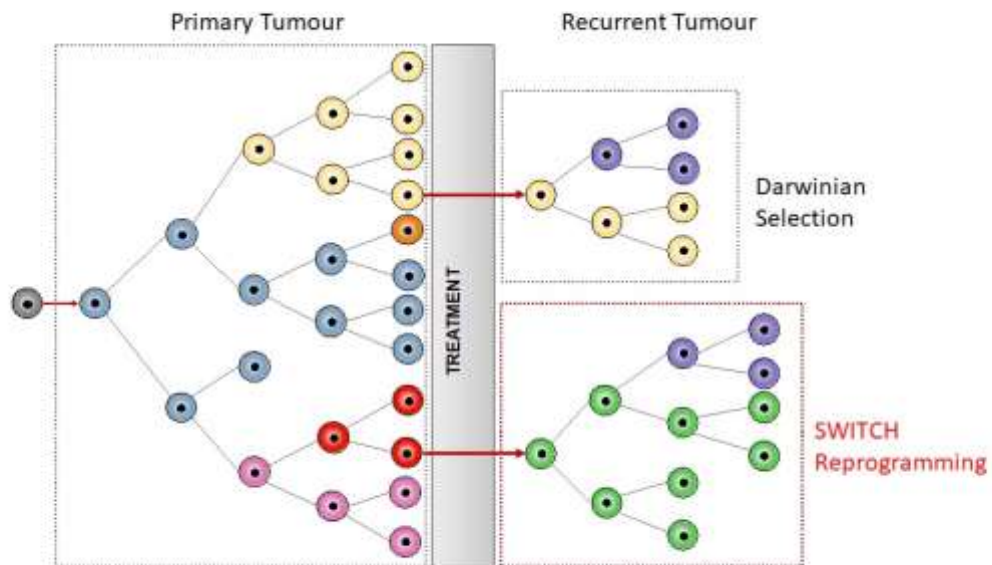 Primary Tumour
Recurrent Tumour
TREATMENT
Darwinian
Selection
SWITCH
Reprogramming